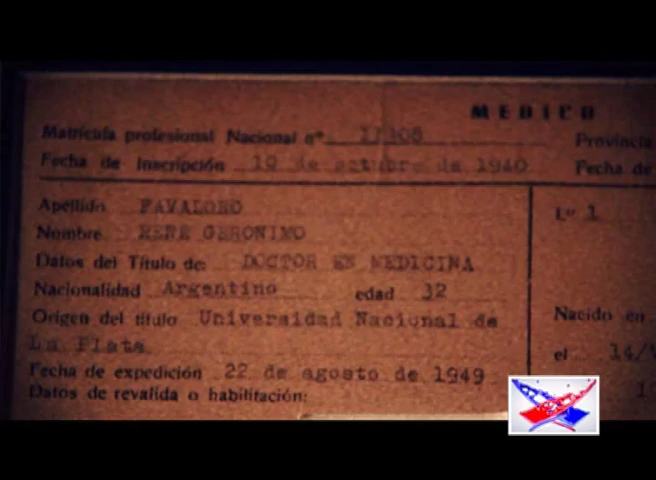 MEDICO
Matrícula profesional Nacional nº Provincia
Fecha de Inscripción 10 de octubre de 1940 Fecha de
Apellido FAVALORO
Nombre RENE GERONIMO Lº 1
Datos del Título de: DOCTOR EN MEDICINA
Nacionalidad Argentino edad 32
Origen del título Universidad Nacional de Nacido en
La Plata el 14/
Fecha de expedición 22 de agosto de 1949
Datos de revalida o habilitación: